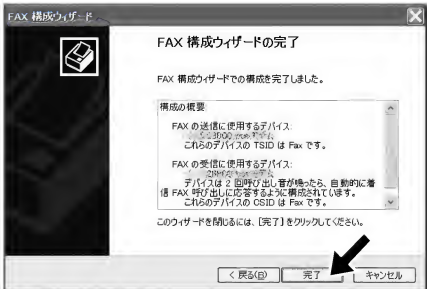 FAX 構成ウィザード
FAX 構成ウィザードの完了
FAX 構成ウィザードでの構成を完了しました。
構成の概要
FAX の送信に使用するデバイス:
これらのデバイスの TSID は Fax です。
FAX の受信に使用するデバイス:
デバイスは 2 回呼び出し音が鳴ったら、自動的に着
信 FAX 呼び出しに応答するように構成されています。
これらのデバイスの CSID は Fax です。
このウィザードを閉じるには、[完了] をクリックしてください。
< 戻る(B)
完了
キャンセル